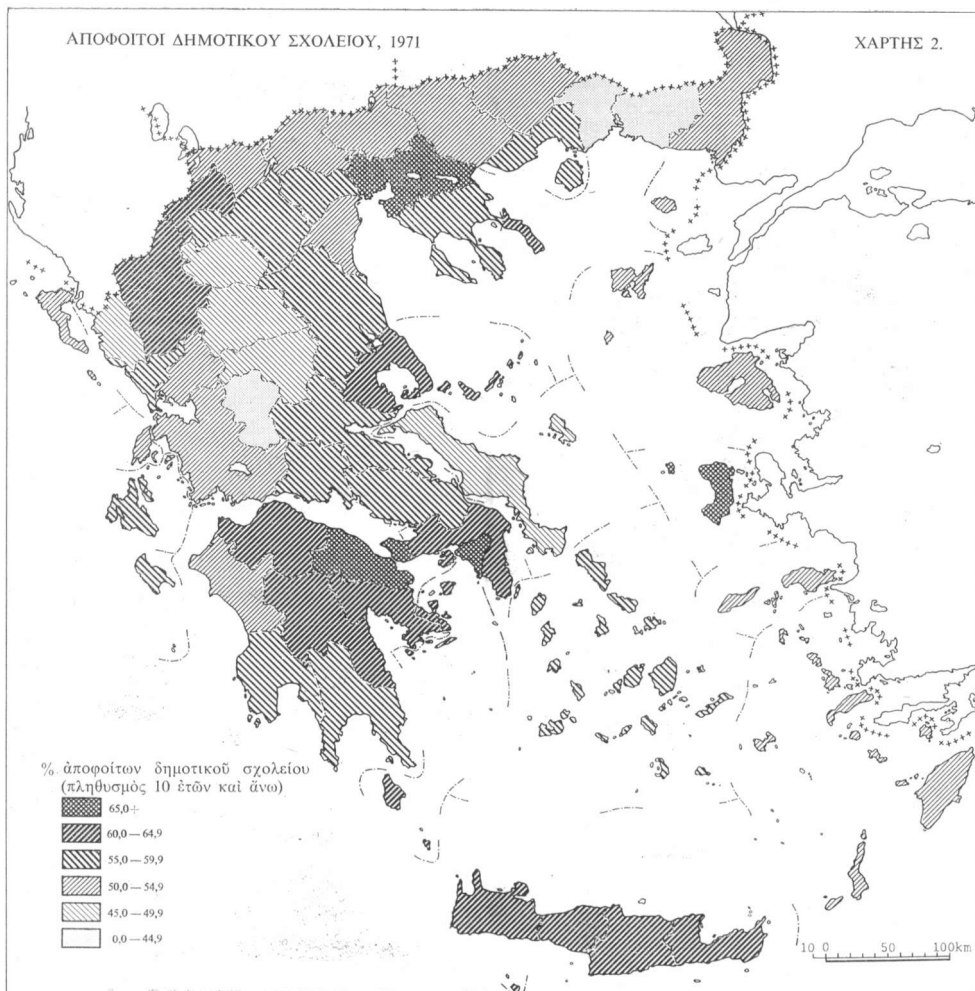 ΑΠΟΦΟΙΤΟΙ ΔΗΜΟΤΙΚΟΥ ΣΧΟΛΕΙΟΥ, 1971
ΧΑΡΤΗΣ 2.
% ἀποφοίτων δημοτικοῦ σχολείου
(πληθυσμὸς 10 ἐτῶν καὶ ἄνω)
65,0+
60,0—64,9
55,0—59,9
50,0—54,9
45,0—49,9
0,0—44,9
10 0 50 100km